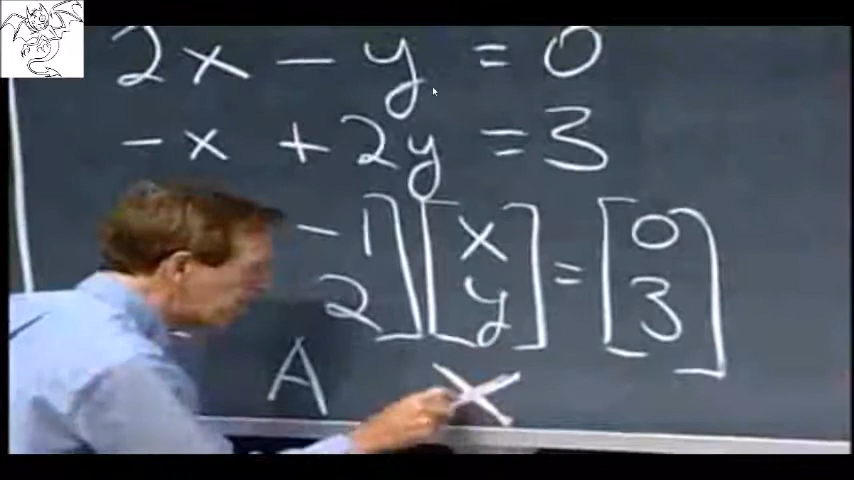 2x - y = 0
-x + 2y = 3
-1] [x] = [0]
2] [y] [3]
A X